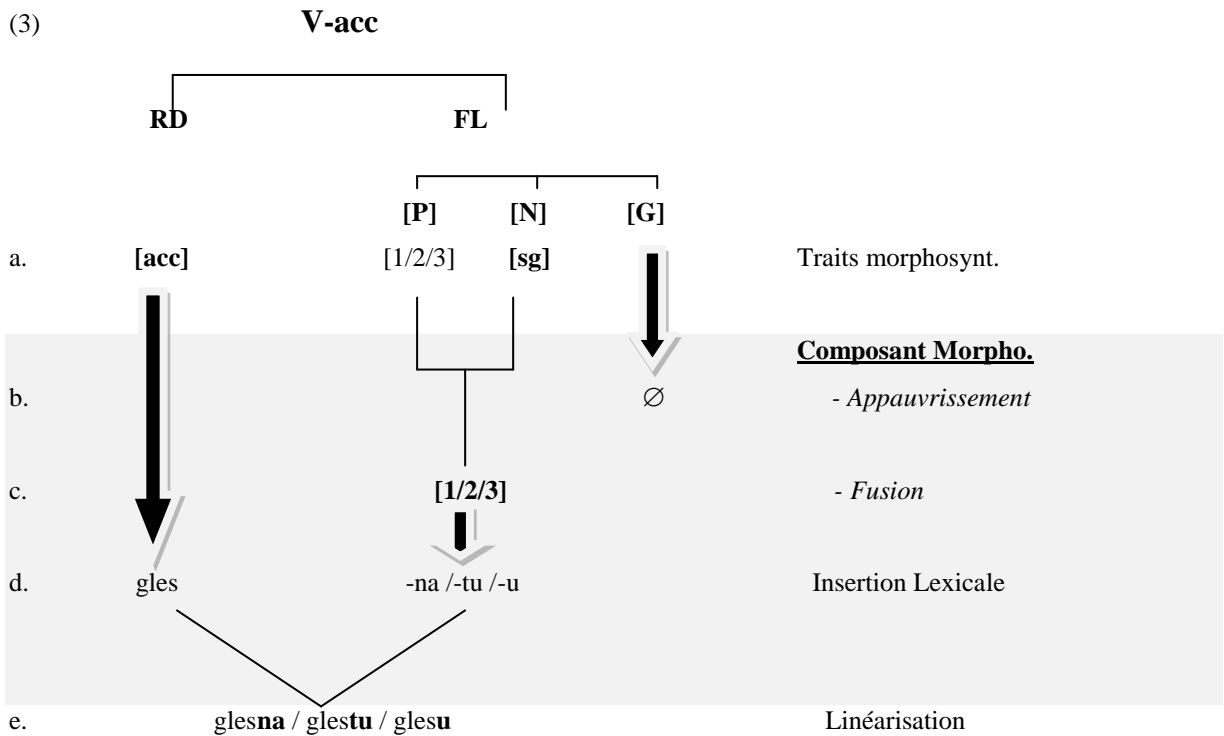 (3) V-acc
RD FL
[P] [N] [G]
a. [acc] [1/2/3] [sg] Traits morphosynt.
Composant Morpho.
b. ∅ - Appauvrissement
c. [1/2/3] - Fusion
d. gles -na /-tu /-u Insertion Lexicale
e. glesna / glestu / glesu Linéarisation